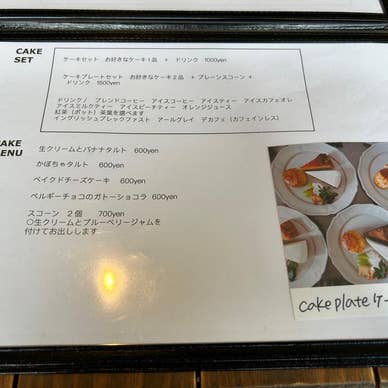 CAKE
SET
ケーキセット　お好きなケーキ１品　＋　ドリンク　1000yen
ケーキプレートセット　お好きなケーキ２品　＋プレーンスコーン＋
ドリンク　1500yen
ドリンク／　ブレンドコーヒー　アイスコーヒー　アイスティー　アイスカフェオレ
アイスミルクティー　アイスピーチティー　オレンジジュース
紅茶（ポット）茶葉を選べます
イングリッシュブレックファスト　アールグレイ　デカフェ（カフェインレス）
CAKE
MENU
生クリームとバナナタルト　600yen
かぼちゃタルト　600yen
ベイクドチーズケーキ　600yen
ベルギーチョコのガトーショコラ　600yen
スコーン　２個　700yen
○生クリームとブルーベリージャムを
付けてお出しします
cake plate ケー